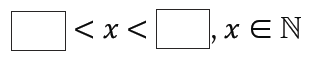 < x < , x ∈ ℕ